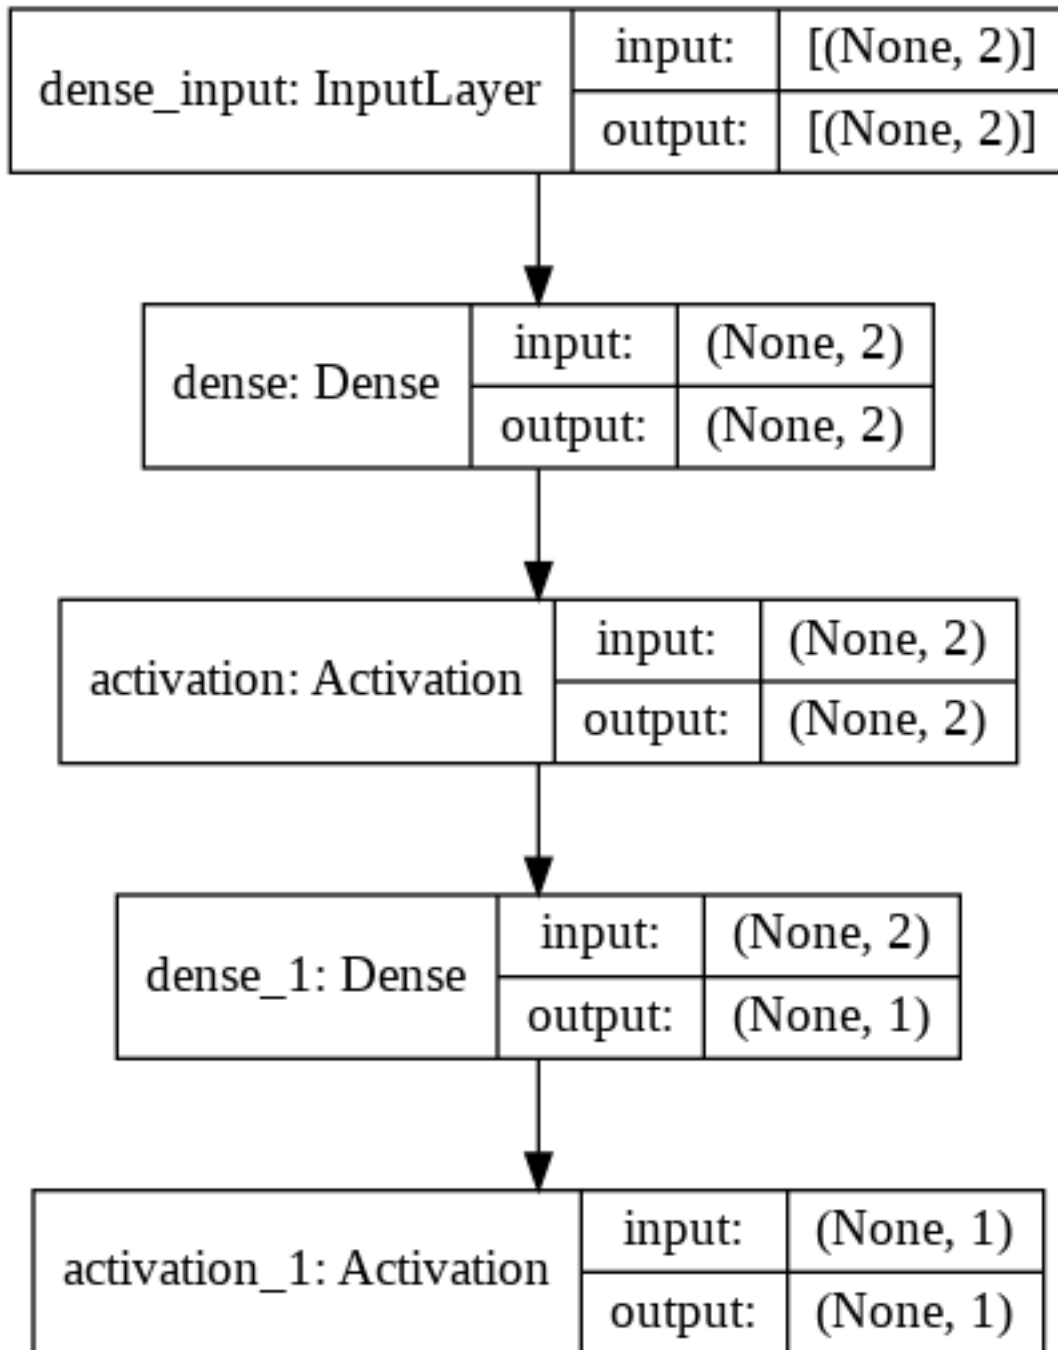 dense_input: InputLayer
input:
[(None, 2)]
output:
[(None, 2)]
dense: Dense
input:
(None, 2)
output:
(None, 2)
activation: Activation
input:
(None, 2)
output:
(None, 2)
dense_1: Dense
input:
(None, 2)
output:
(None, 1)
activation_1: Activation
input:
(None, 1)
output:
(None, 1)